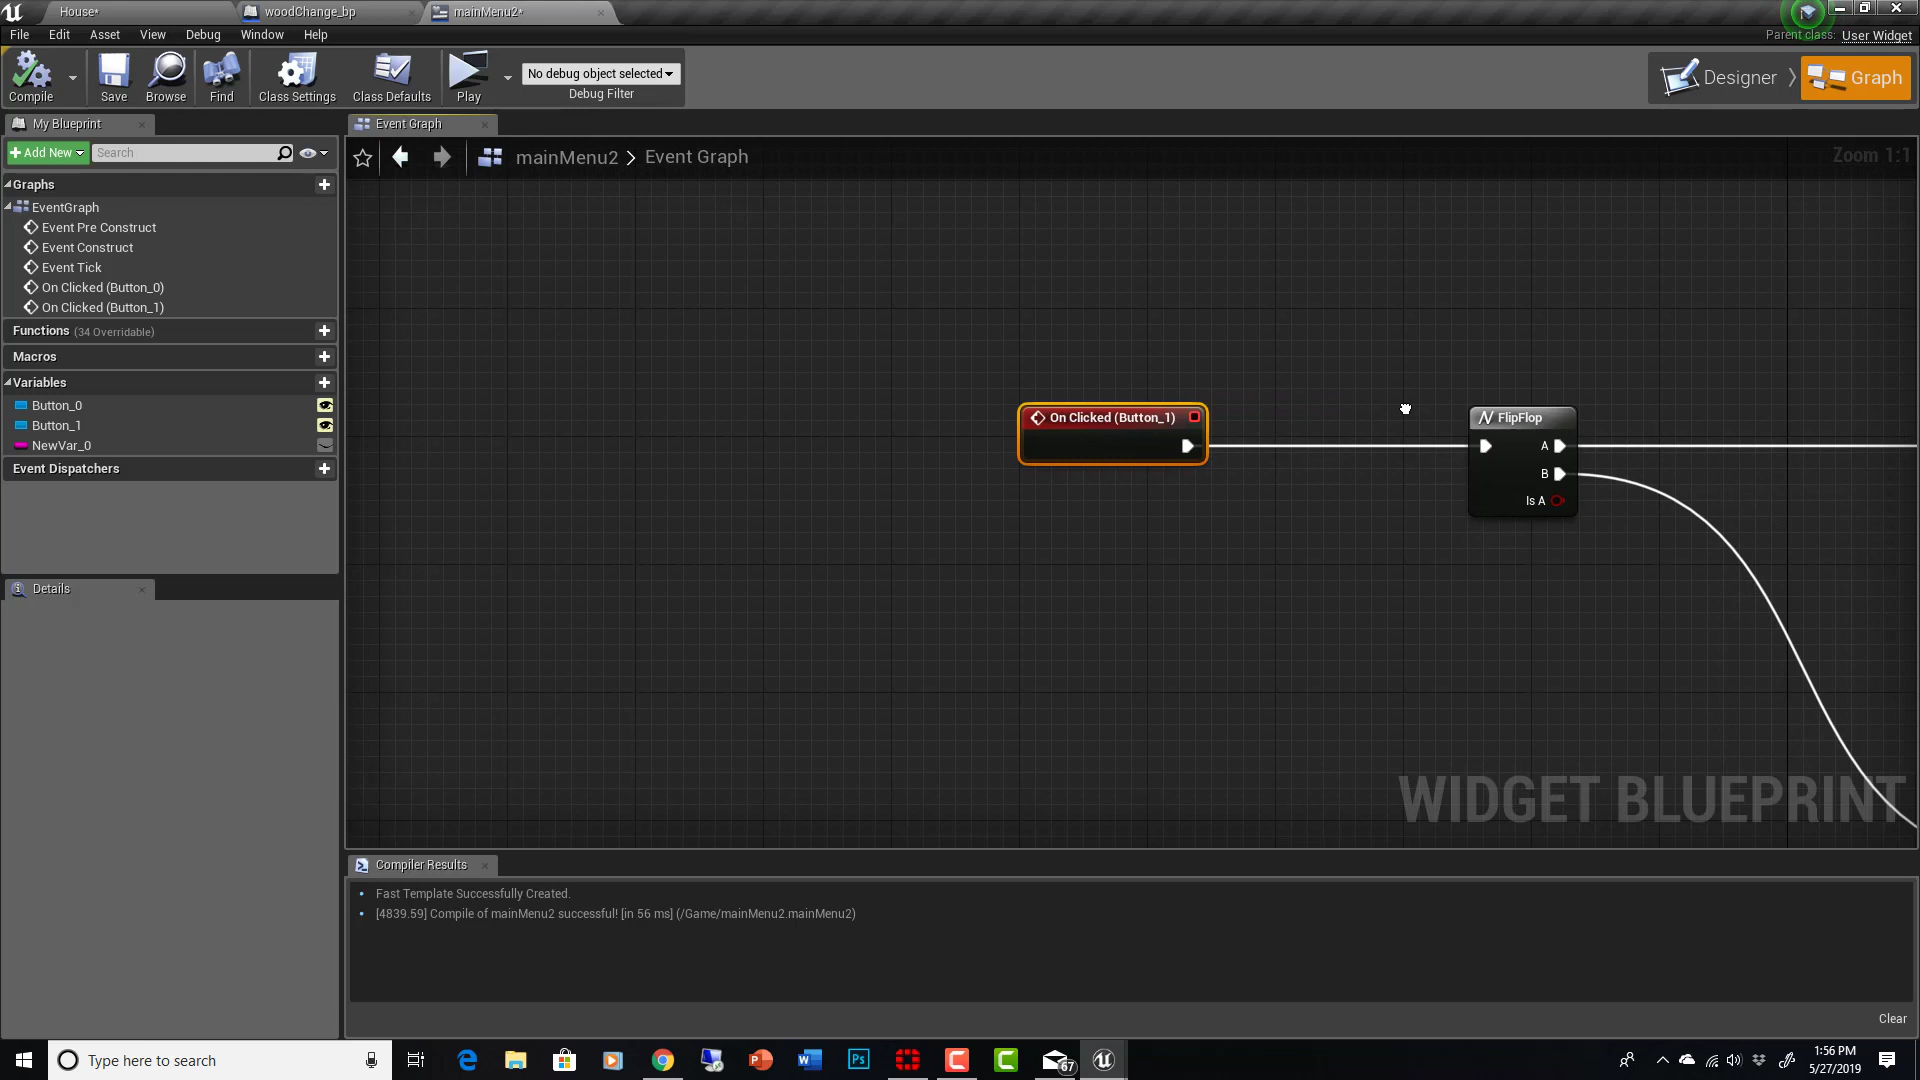 House*
woodChange_bp
mainMenu2*
File Edit Asset View Debug Window Help
Parent class: User Widget
Compile
Save
Browse
Find
Class Settings
Class Defaults
Play
No debug object selected
Debug Filter
Designer
Graph
My Blueprint
Event Graph
Add New
Search
mainMenu2 > Event Graph
Zoom 1:1
Graphs
EventGraph
Event Pre Construct
Event Construct
Event Tick
On Clicked (Button_0)
On Clicked (Button_1)
Functions (34 Overridable)
Macros
Variables
Button_0
Button_1
NewVar_0
Event Dispatchers
Details
On Clicked (Button_1)
FlipFlop
A
B
Is A
WIDGET BLUEPRINT
Compiler Results
Fast Template Successfully Created.
[4839.59] Compile of mainMenu2 successful! [in 56 ms] (/Game/mainMenu2.mainMenu2)
Clear
Type here to search
67
1:56 PM
5/27/2019